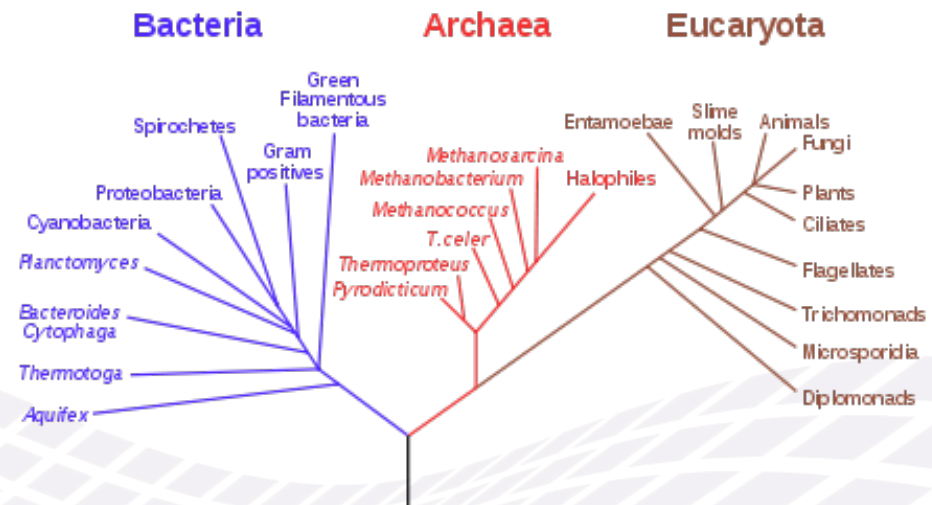 Bacteria
Archaea
Eucaryota
Green
Filamentous
bacteria
Spirochetes
Gram
positives
Proteobacteria
Cyanobacteria
Planctomyces
Bacteroides
Cytophaga
Thermotoga
Aquifex
Methanosarcina
Methanobacterium
Halophiles
Methanococcus
T.celer
Thermoproteus
Pyrodicticum
Entamoebae
Slime
molds
Animals
Fungi
Plants
Ciliates
Flagellates
Trichomonads
Microsporidia
Diplomonads